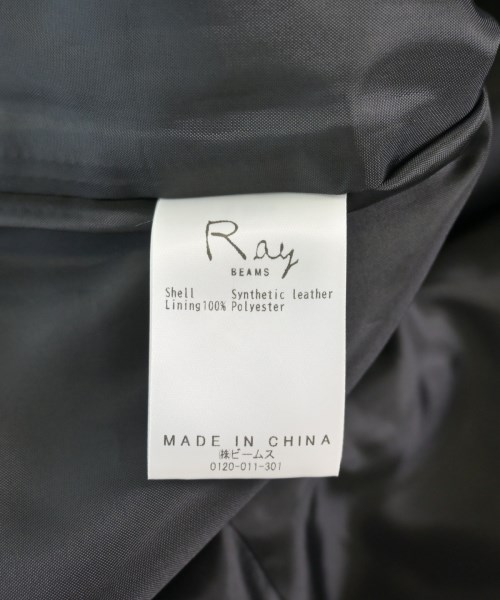 Ray
BEAMS
Shell Synthetic leather
Lining100% Polyester
MADE IN CHINA
㈱ビームス
0120-011-301